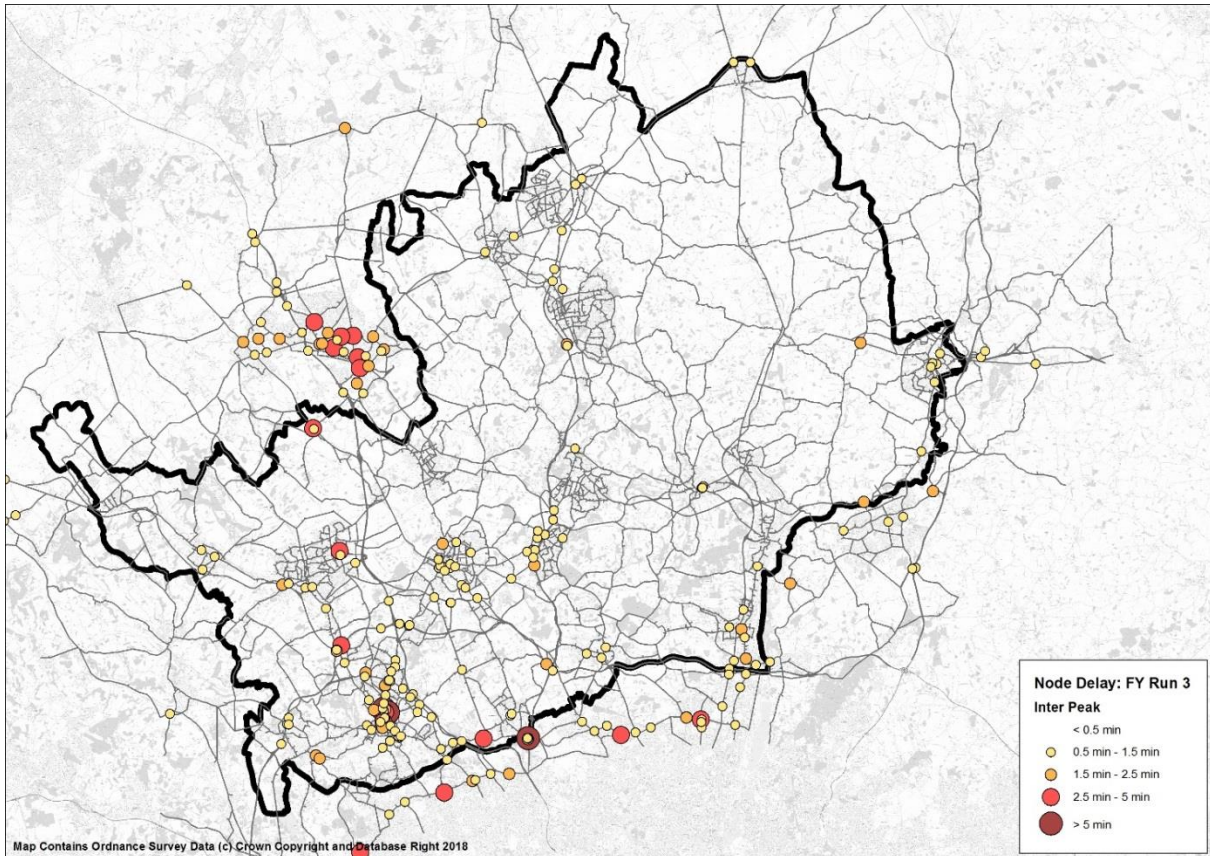 Node Delay: FY Run 3
Inter Peak
< 0.5 min
0.5 min - 1.5 min
1.5 min - 2.5 min
2.5 min - 5 min
> 5 min
Map Contains Ordnance Survey Data (c) Crown Copyright and Database Right 2018